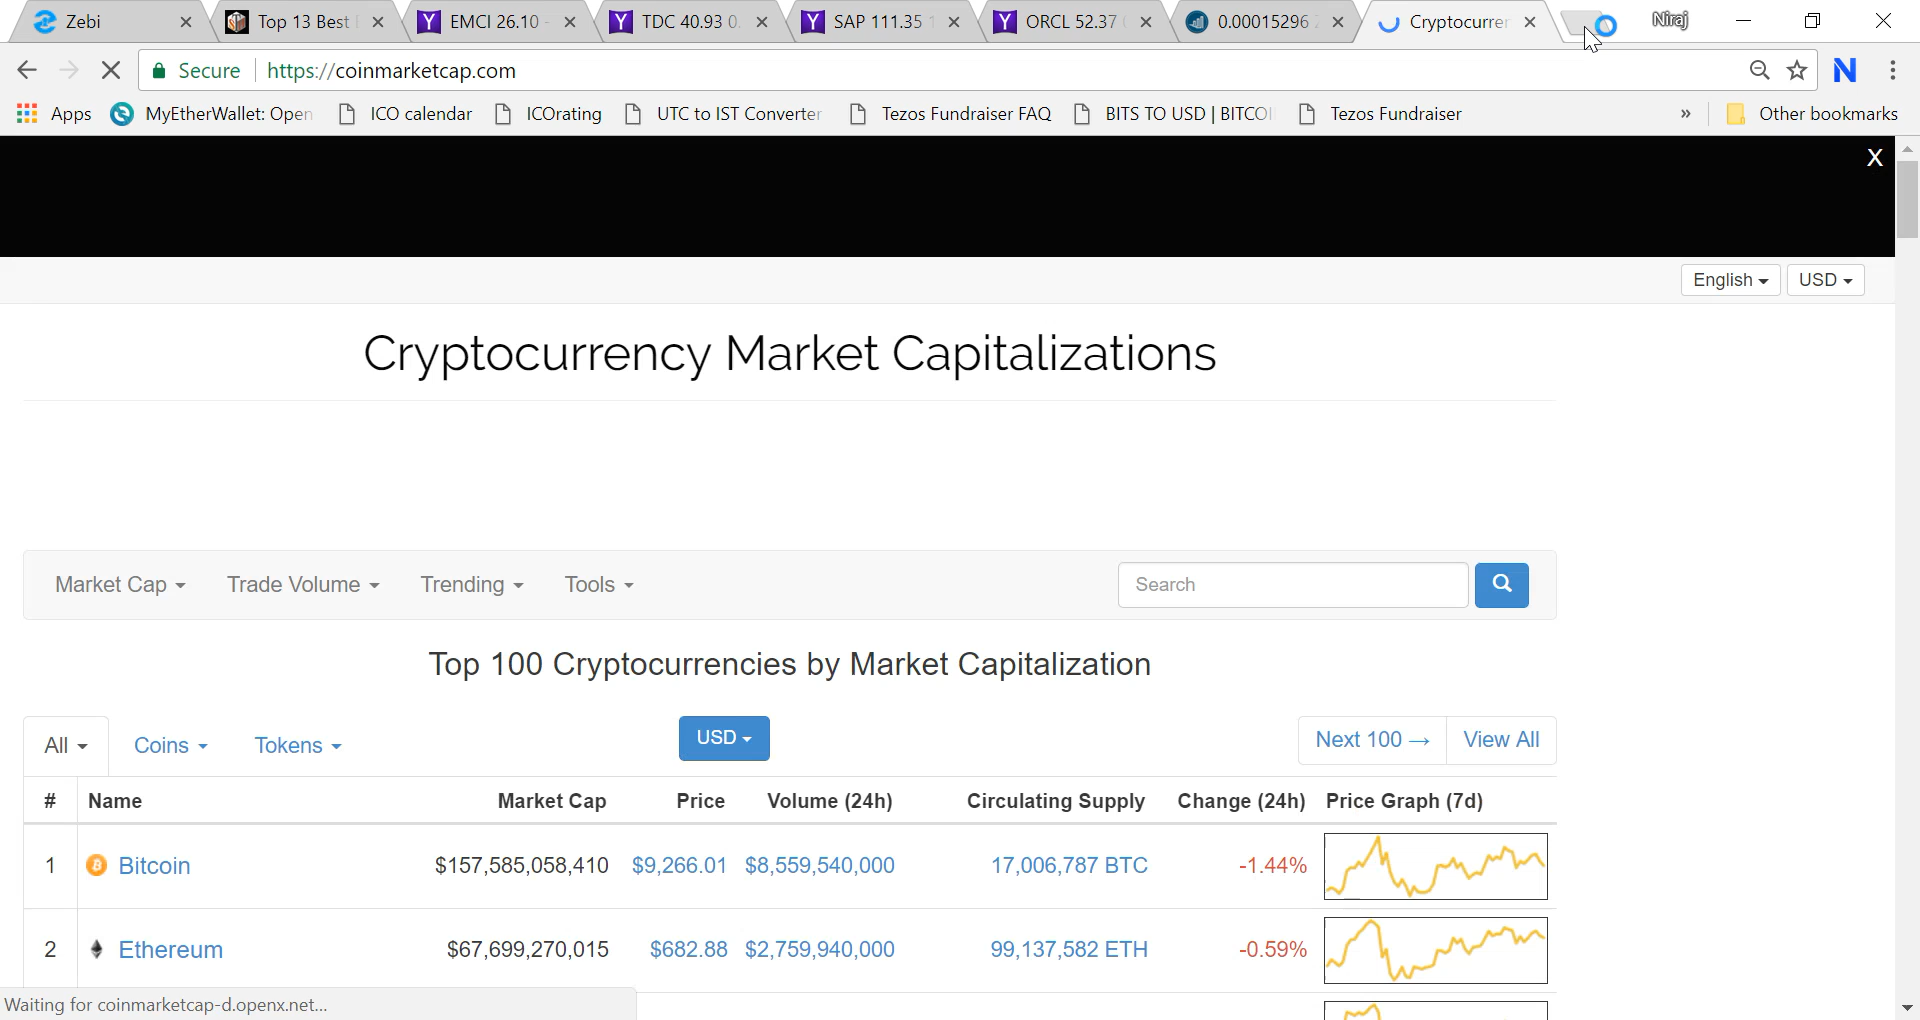 Zebi
Top 13 Best
EMCI 26.10 -
TDC 40.93 0.
SAP 111.35
ORCL 52.37
0.00015296
Cryptocurren
Niraj
Secure https://coinmarketcap.com
N
Apps MyEtherWallet: Open ICO calendar ICOrating UTC to IST Converter Tezos Fundraiser FAQ BITS TO USD | BITCOI Tezos Fundraiser » Other bookmarks
X
English USD
Cryptocurrency Market Capitalizations
Market Cap Trade Volume Trending Tools Search
Top 100 Cryptocurrencies by Market Capitalization
All Coins Tokens USD Next 100 → View All
# Name Market Cap Price Volume (24h) Circulating Supply Change (24h) Price Graph (7d)
1 Bitcoin $157,585,058,410 $9,266.01 $8,559,540,000 17,006,787 BTC -1.44%
2 Ethereum $67,699,270,015 $682.88 $2,759,940,000 99,137,582 ETH -0.59%
Waiting for coinmarketcap-d.openx.net...